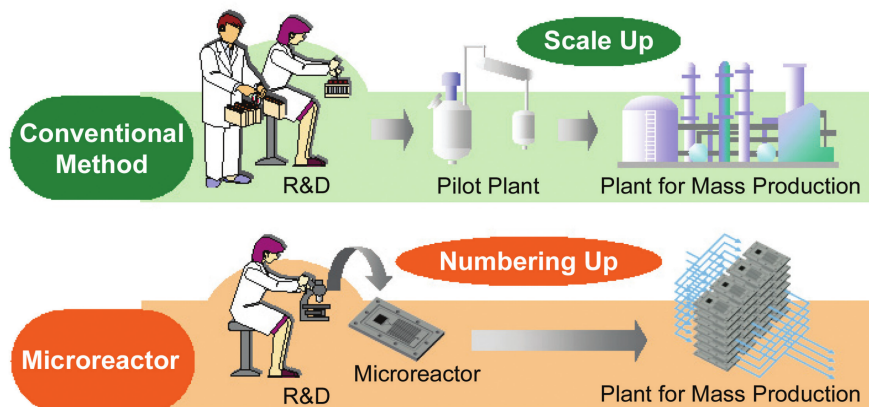 Scale Up
Conventional
Method
R&D
Pilot Plant
Plant for Mass Production
Numbering Up
Microreactor
R&D
Microreactor
Plant for Mass Production